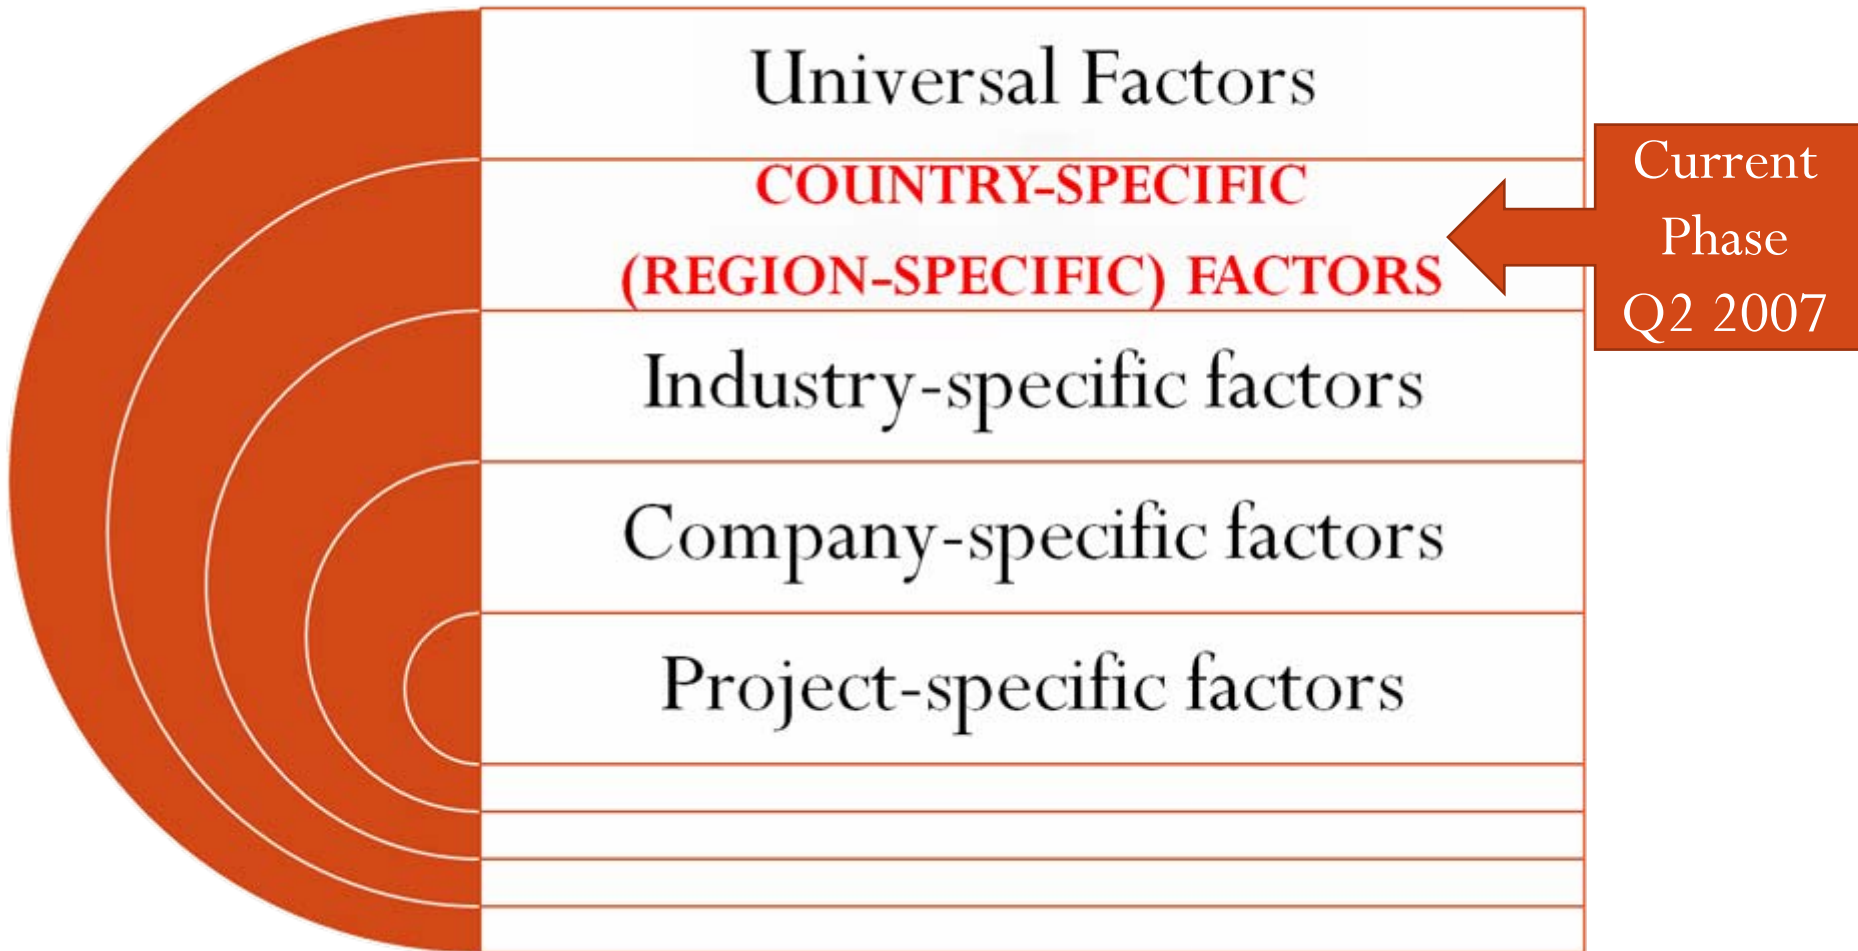 Universal Factors
COUNTRY-SPECIFIC
(REGION-SPECIFIC) FACTORS
Current
Phase
Q2 2007
Industry-specific factors
Company-specific factors
Project-specific factors